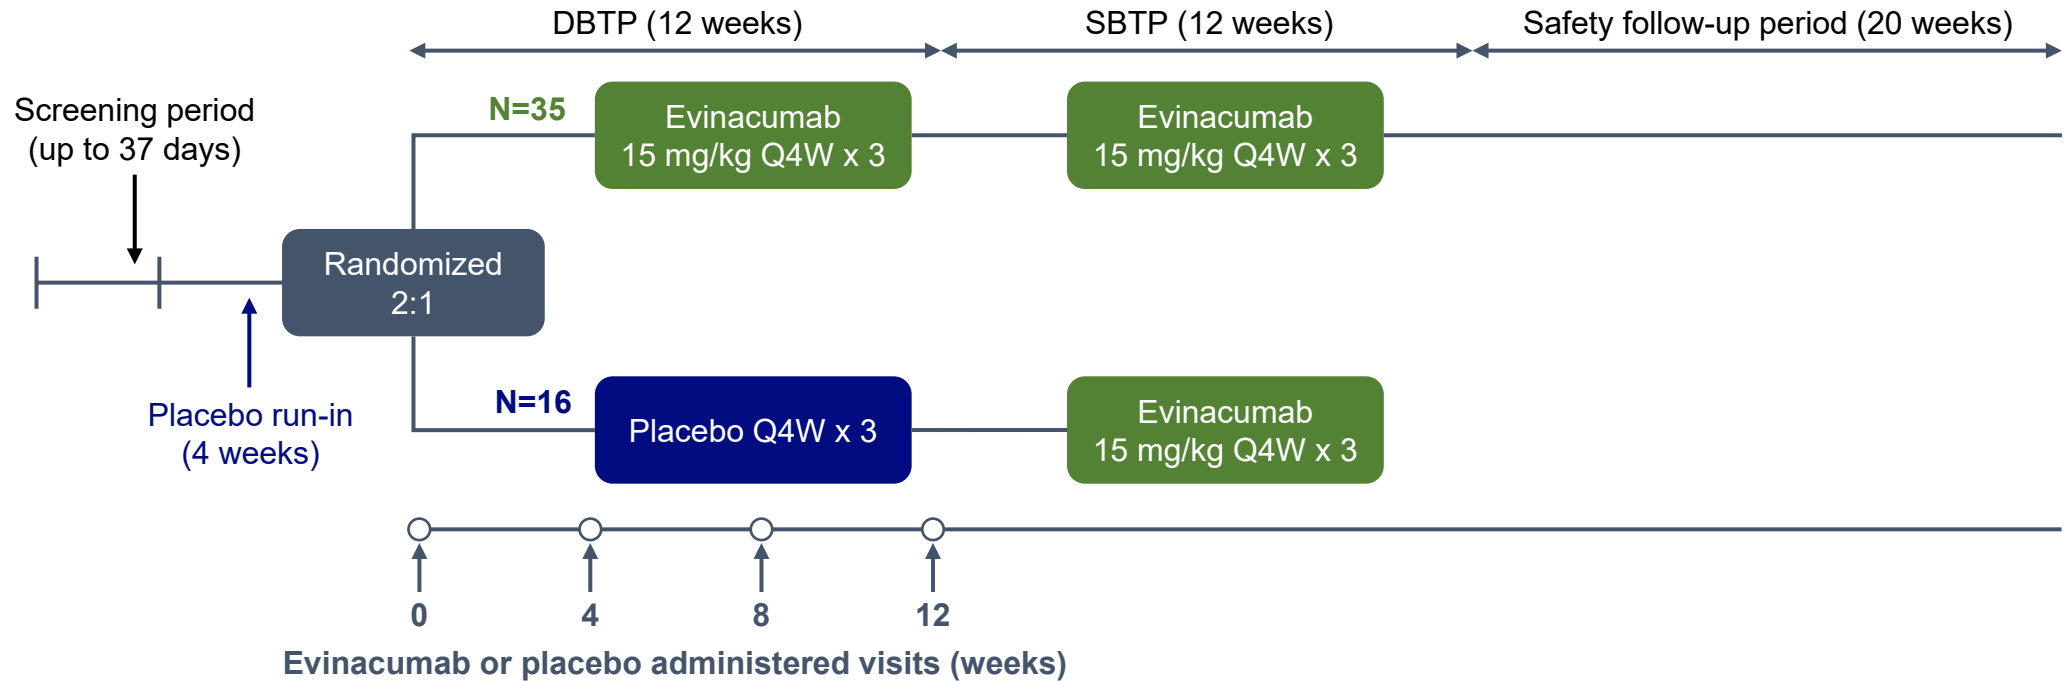 DBTP (12 weeks)
SBTP (12 weeks)
Safety follow-up period (20 weeks)
Screening period
(up to 37 days)
N=35
Evinacumab
15 mg/kg Q4W x 3
Evinacumab
15 mg/kg Q4W x 3
Randomized
2:1
Placebo run-in
(4 weeks)
N=16
Placebo Q4W x 3
Evinacumab
15 mg/kg Q4W x 3
0
4
8
12
Evinacumab or placebo administered visits (weeks)